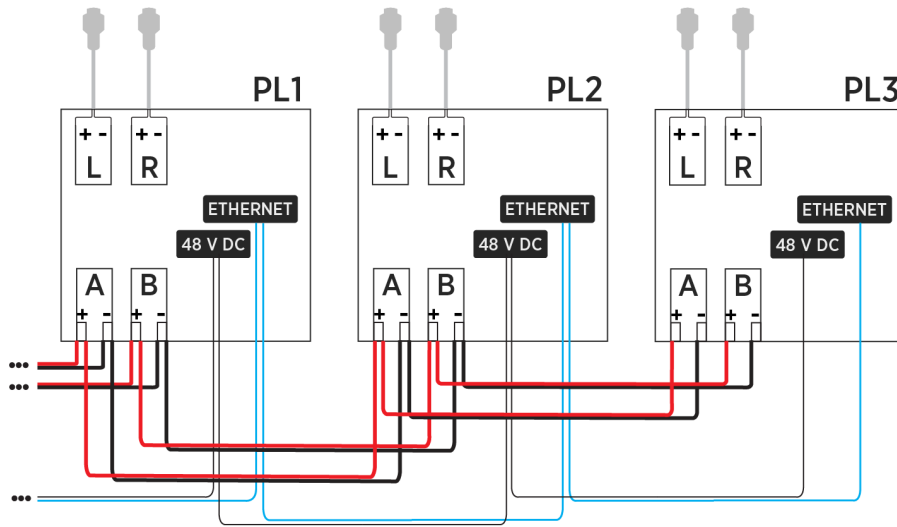 PL1 PL2 PL3
+ - + - + - + - + - + -
L R L R L R
ETHERNET ETHERNET ETHERNET
48 V DC 48 V DC 48 V DC
A B A B A B
+ - + - + - + - + - + -
•••
•••
•••